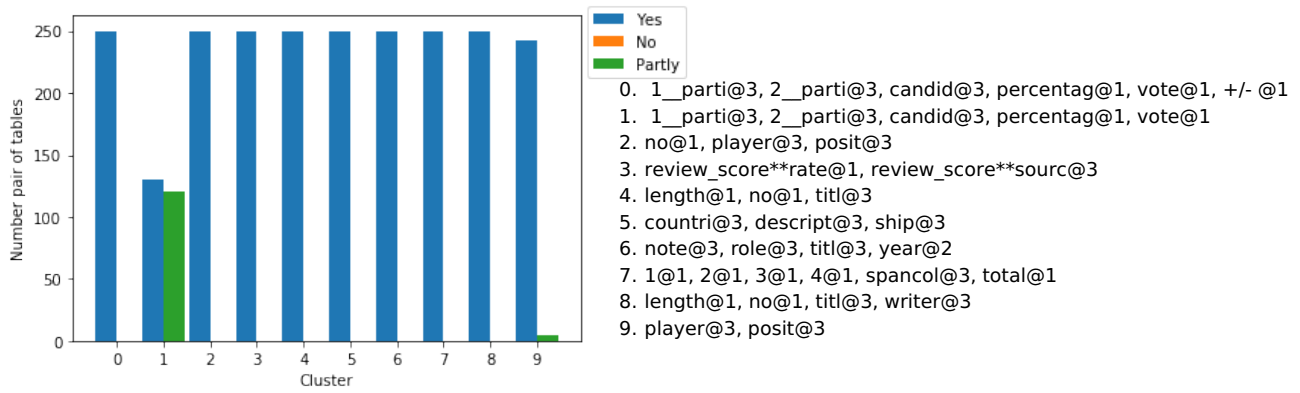 250
200
150
100
50
0
Number pair of tables
0 1 2 3 4 5 6 7 8 9
Cluster
Yes
No
Partly
0. 1__parti@3, 2__parti@3, candid@3, percentag@1, vote@1, +/- @1
1. 1__parti@3, 2__parti@3, candid@3, percentag@1, vote@1
2. no@1, player@3, posit@3
3. review_score**rate@1, review_score**sourc@3
4. length@1, no@1, titl@3
5. countri@3, descript@3, ship@3
6. note@3, role@3, titl@3, year@2
7. 1@1, 2@1, 3@1, 4@1, spancol@3, total@1
8. length@1, no@1, titl@3, writer@3
9. player@3, posit@3